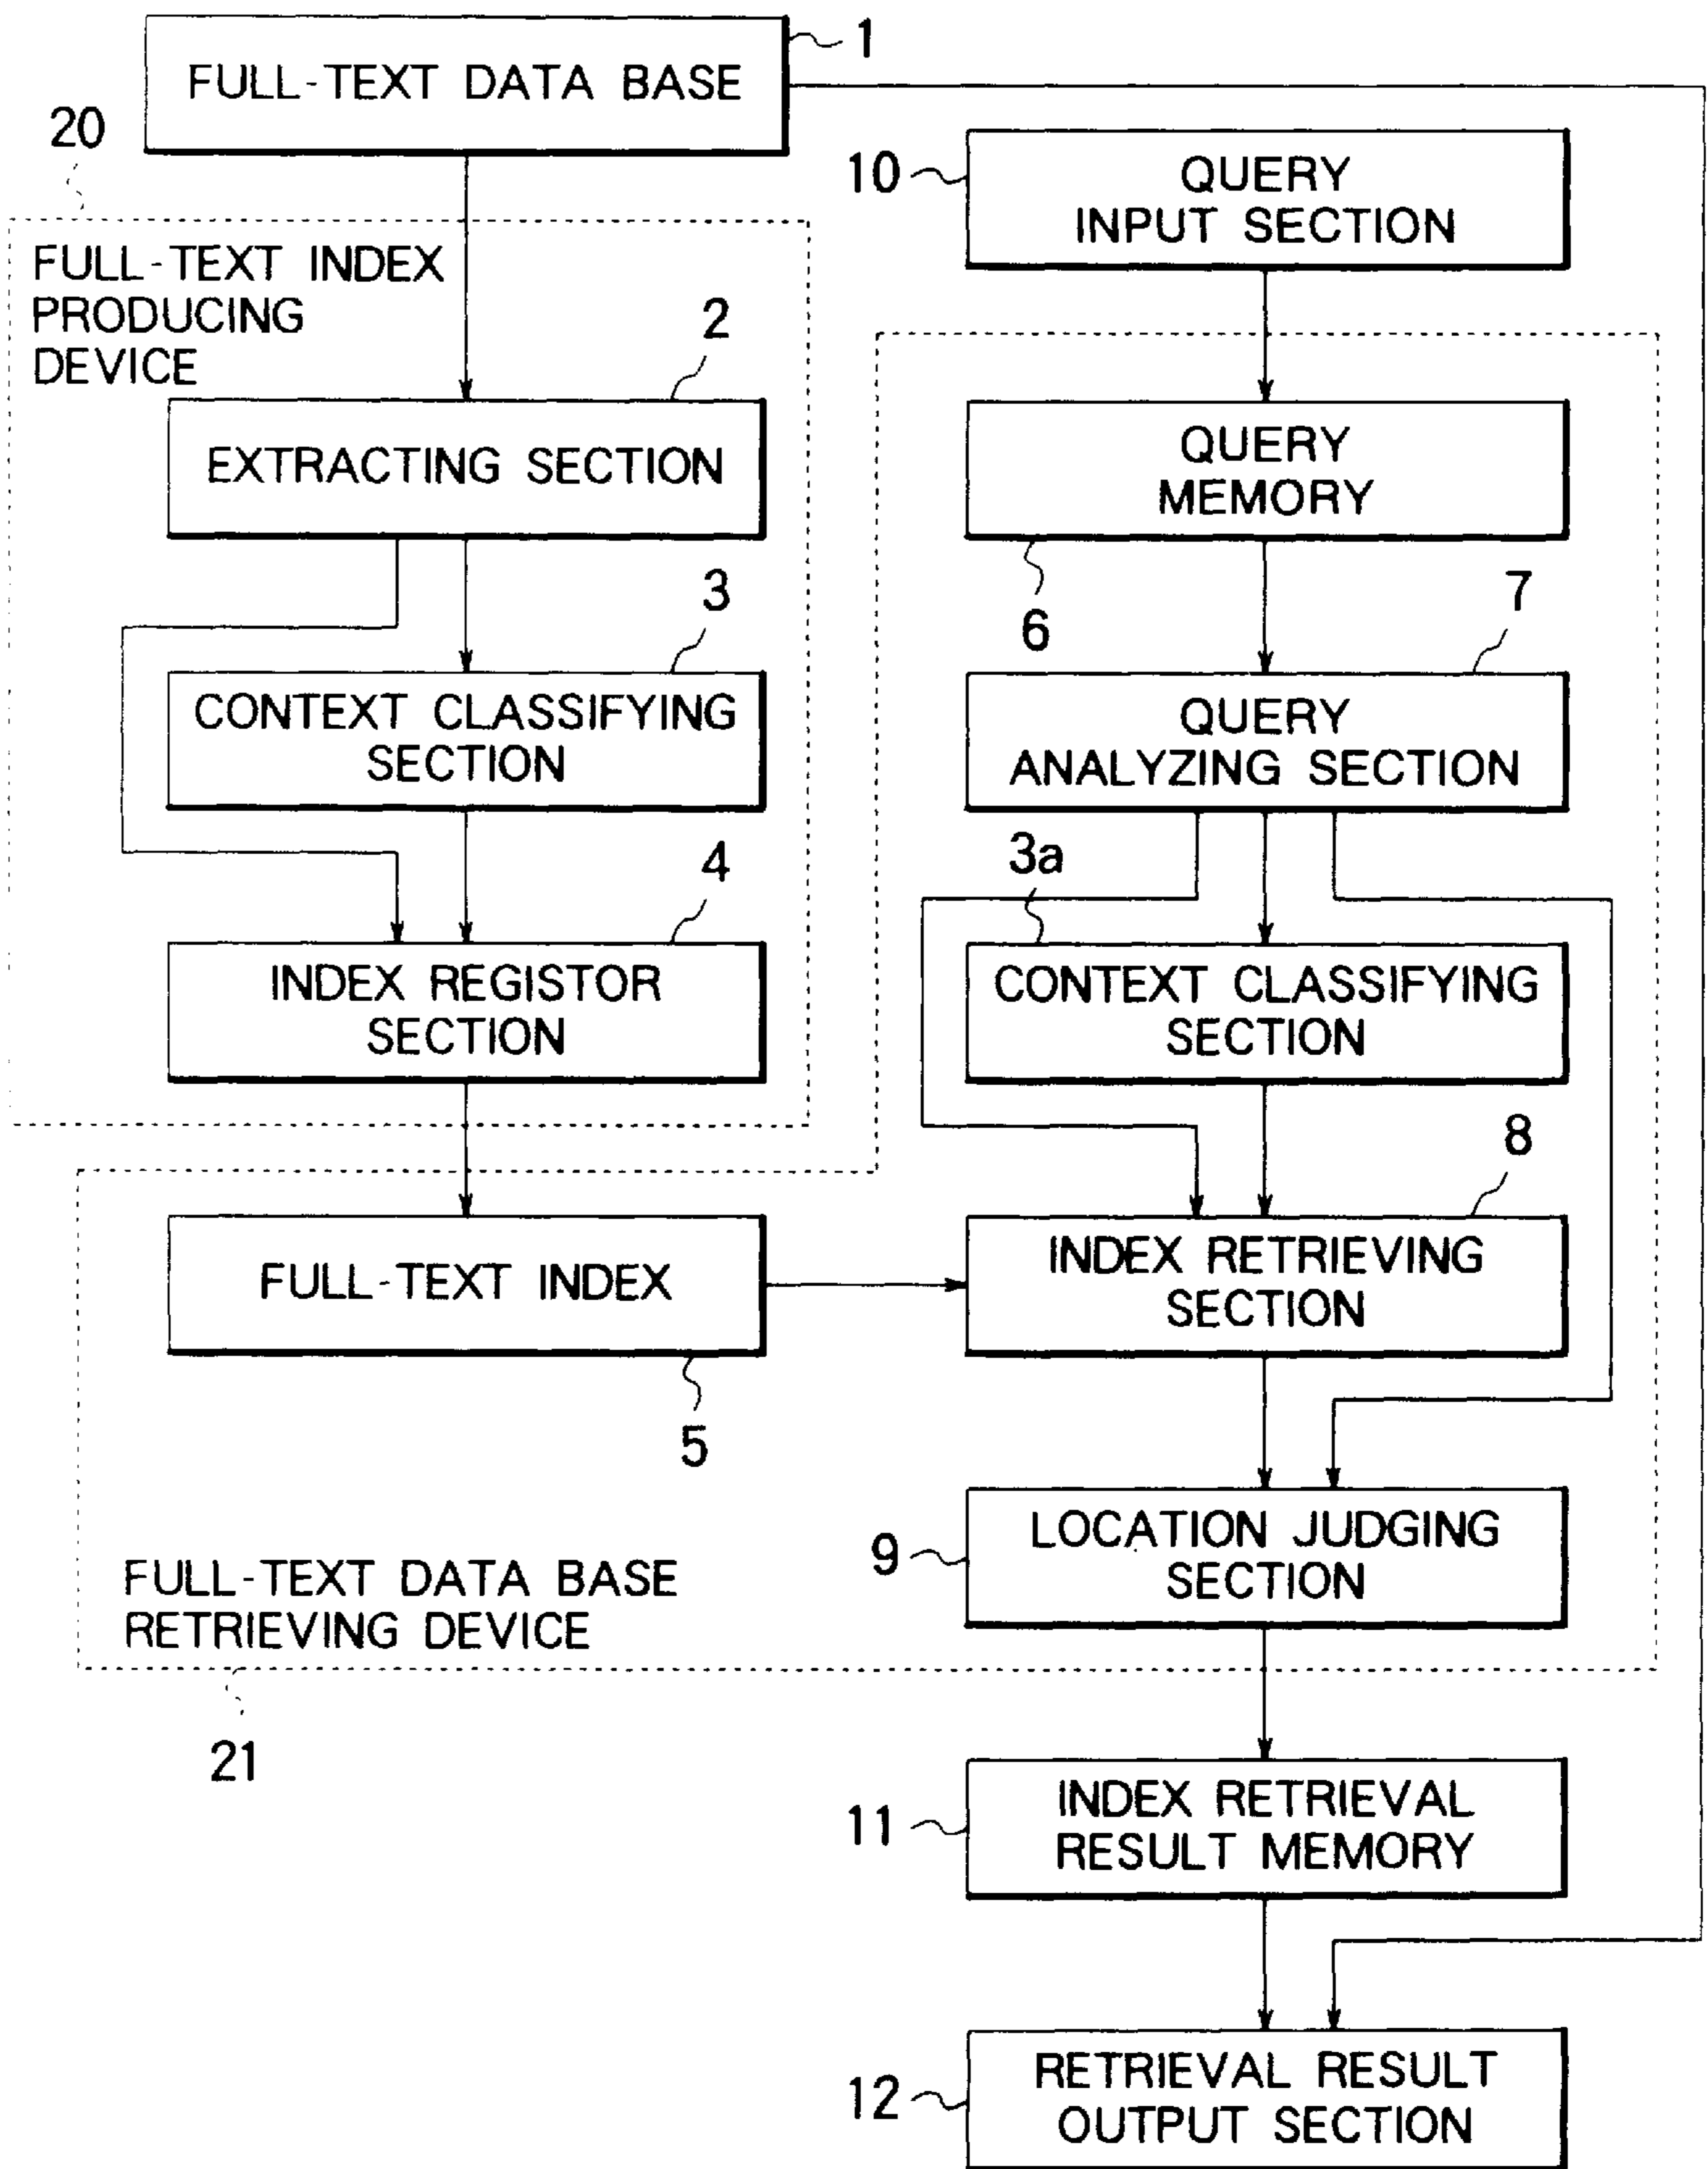 1
FULL-TEXT DATA BASE
20
10
QUERY
INPUT SECTION
FULL-TEXT INDEX
PRODUCING
DEVICE
2
EXTRACTING SECTION
QUERY
MEMORY
6
3
7
CONTEXT CLASSIFYING
SECTION
QUERY
ANALYZING SECTION
4
3a
INDEX REGISTOR
SECTION
CONTEXT CLASSIFYING
SECTION
8
FULL-TEXT INDEX
5
INDEX RETRIEVING
SECTION
9
LOCATION JUDGING
SECTION
FULL-TEXT DATA BASE
RETRIEVING DEVICE
21
11
INDEX RETRIEVAL
RESULT MEMORY
12
RETRIEVAL RESULT
OUTPUT SECTION